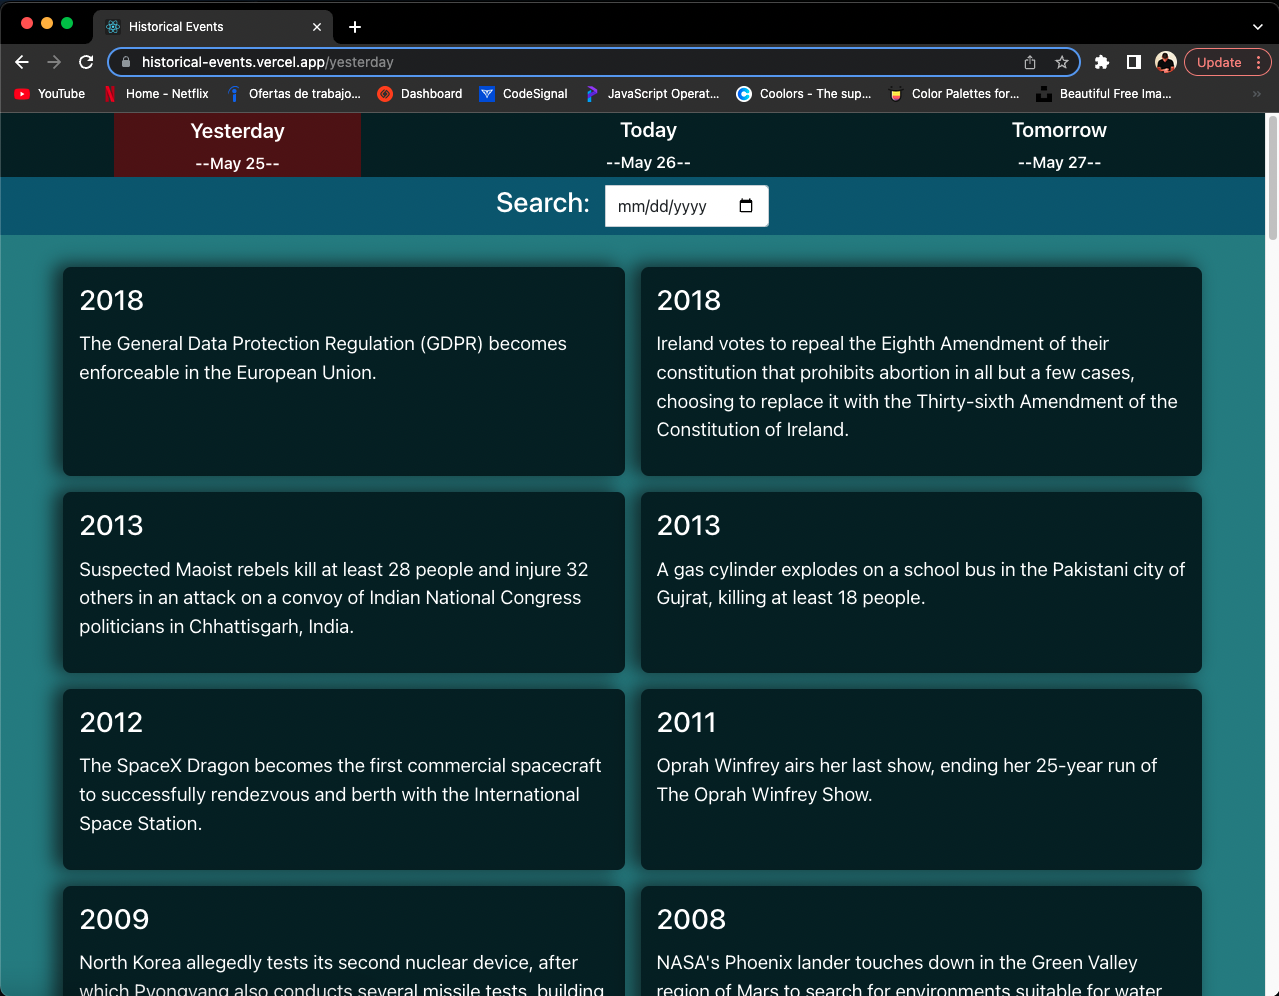 Historical Events
historical-events.vercel.app/yesterday
Update
YouTube
Home - Netflix
Ofertas de trabajo...
Dashboard
CodeSignal
JavaScript Operat...
Coolors - The sup...
Color Palettes for...
Beautiful Free Ima...
Yesterday
--May 25--
Today
--May 26--
Tomorrow
--May 27--
Search:
mm/dd/yyyy
2018
The General Data Protection Regulation (GDPR) becomes
enforceable in the European Union.
2018
Ireland votes to repeal the Eighth Amendment of their
constitution that prohibits abortion in all but a few cases,
choosing to replace it with the Thirty-sixth Amendment of the
Constitution of Ireland.
2013
Suspected Maoist rebels kill at least 28 people and injure 32
others in an attack on a convoy of Indian National Congress
politicians in Chhattisgarh, India.
2013
A gas cylinder explodes on a school bus in the Pakistani city of
Gujrat, killing at least 18 people.
2012
The SpaceX Dragon becomes the first commercial spacecraft
to successfully rendezvous and berth with the International
Space Station.
2011
Oprah Winfrey airs her last show, ending her 25-year run of
The Oprah Winfrey Show.
2009
North Korea allegedly tests its second nuclear device, after
which Pyongyang also conducts several missile tests, building
2008
NASA's Phoenix lander touches down in the Green Valley
region of Mars to search for environments suitable for water